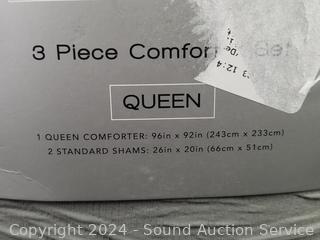 3 Piece Comfor
QUEEN
1 QUEEN COMFORTER: 96in x 92in (243cm x 233cm)
2 STANDARD SHAMS: 26in x 20in (66cm x 51cm)
Copyright 2024 - Sound Auction Service